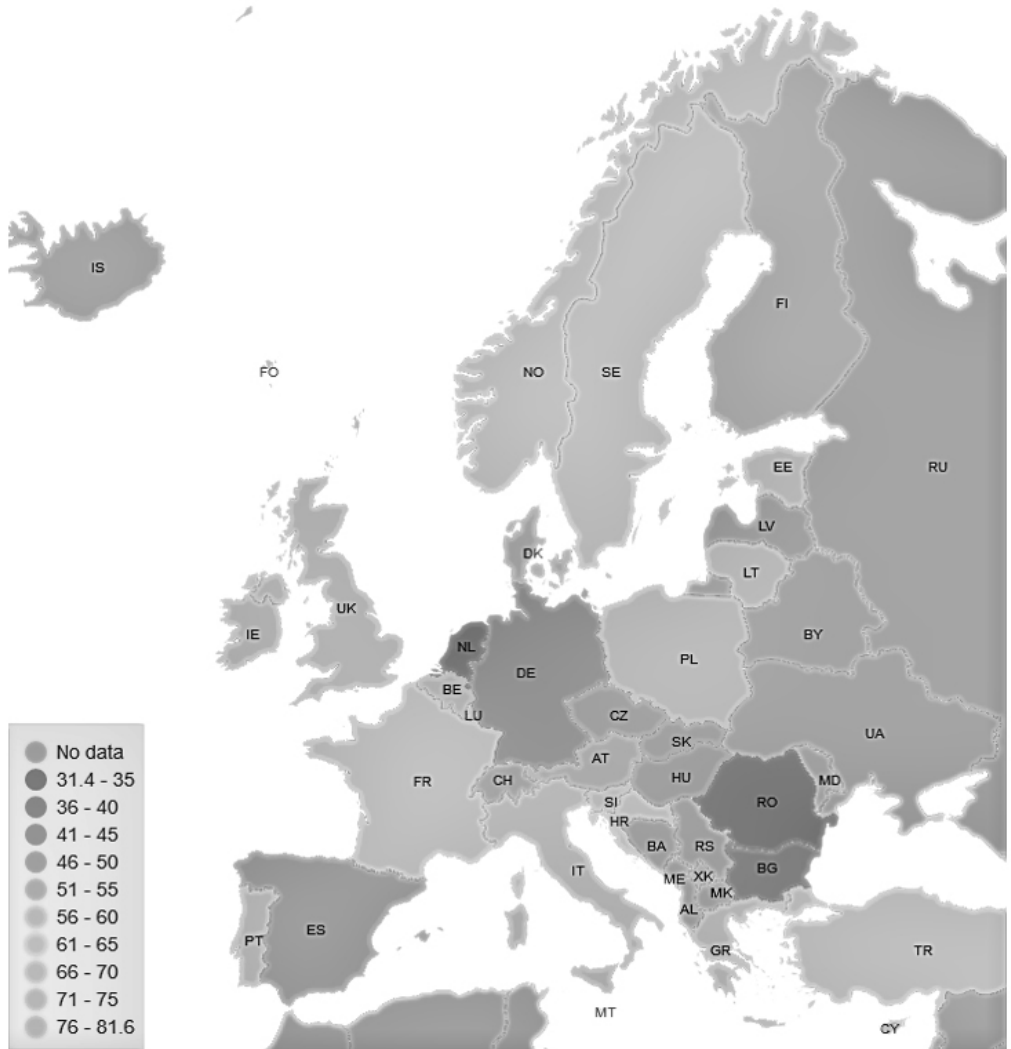 IS
FI
FO
NO
SE
EE
RU
LV
DK
LT
UK
IE
BY
NL
PL
DE
BE
LU
CZ
UA
SK
AT
HU
MD
CH
FR
SI
RO
HR
BA
RS
IT
ME
XK
BG
MK
AL
ES
PT
GR
TR
MT
CY
No data
31.4 - 35
36 - 40
41 - 45
46 - 50
51 - 55
56 - 60
61 - 65
66 - 70
71 - 75
76 - 81.6